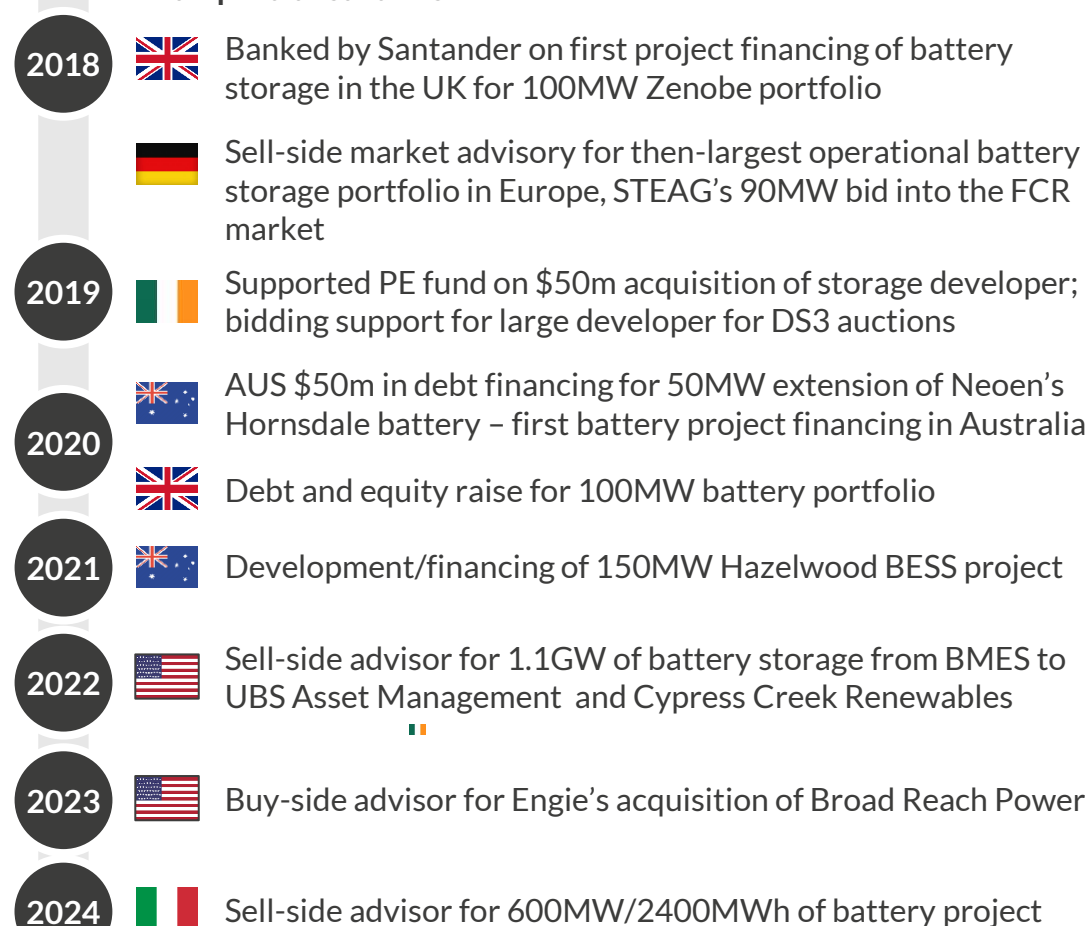 2018
Banked by Santander on first project financing of battery
storage in the UK for 100MW Zenobe portfolio
Sell-side market advisory for then-largest operational battery
storage portfolio in Europe, STEAG’s 90MW bid into the FCR
market
2019
Supported PE fund on $50m acquisition of storage developer;
bidding support for large developer for DS3 auctions
AUS $50m in debt financing for 50MW extension of Neoen’s
Hornsdale battery – first battery project financing in Australia
2020
Debt and equity raise for 100MW battery portfolio
2021
Development/financing of 150MW Hazelwood BESS project
2022
Sell-side advisor for 1.1GW of battery storage from BMES to
UBS Asset Management  and Cypress Creek Renewables
2023
Buy-side advisor for Engie’s acquisition of Broad Reach Power
2024
Sell-side advisor for 600MW/2400MWh of battery project